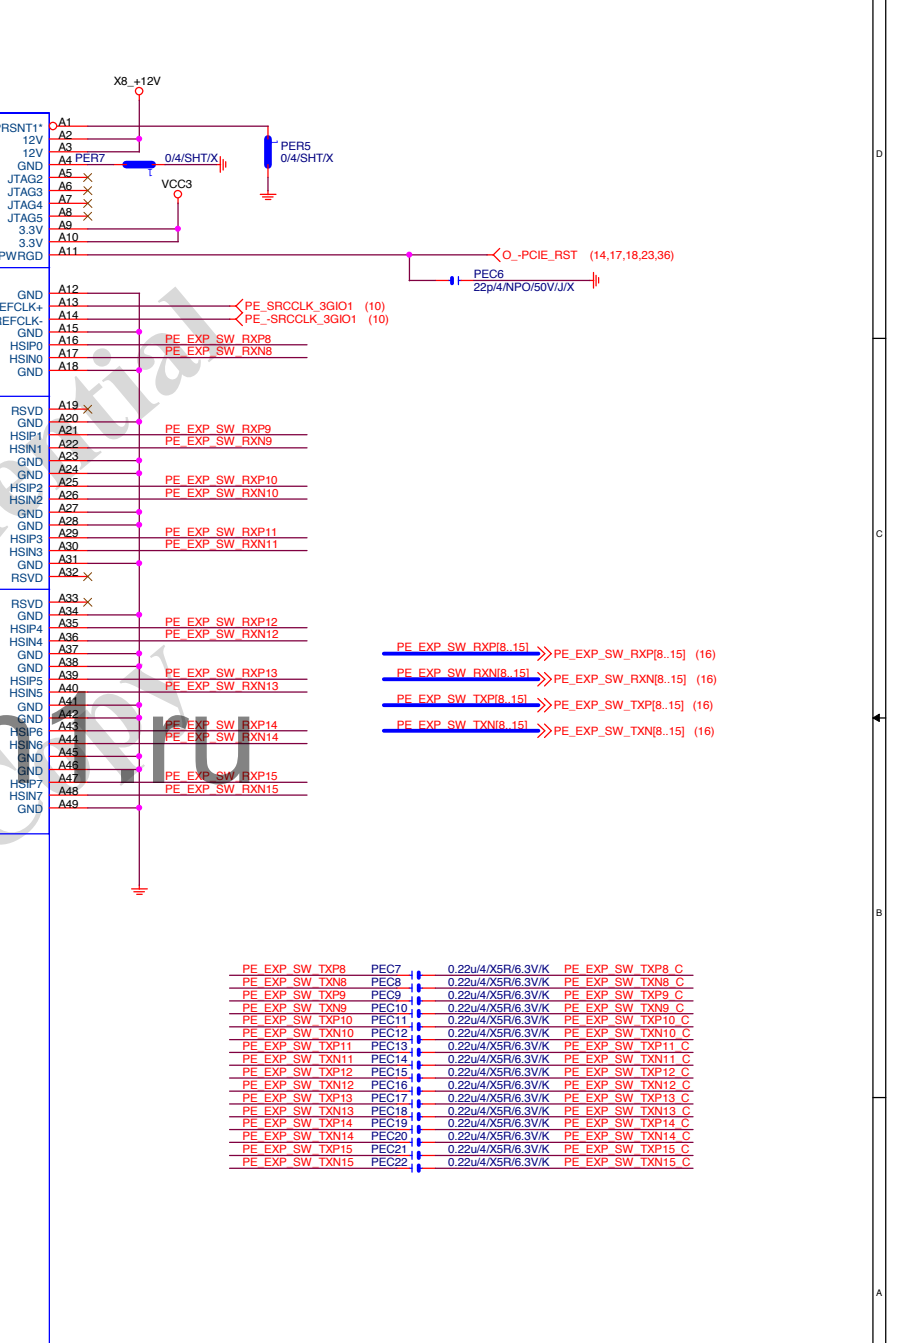 X8_+12V
PRSNT1* A1
12V A2
12V A3
GND A4 PER7 0/4/SHT/X
PER5
0/4/SHT/X
JTAG2 A5
JTAG3 A6
JTAG4 A7
JTAG5 A8
VCC3
3.3V A9
3.3V A10
PWRGD A11 O_-PCIE_RST (14,17,18,23,36)
PEC6
22p/4/NPO/50V/J/X
GND A12
REFCLK+ A13 PE_SRCCLK_3GIO1 (10)
REFCLK- A14 PE_-SRCCLK_3GIO1 (10)
GND A15
HSIP0 A16 PE_EXP_SW_RXP8
HSIN0 A17 PE_EXP_SW_RXN8
GND A18
RSVD A19
GND A20
HSIP1 A21 PE_EXP_SW_RXP9
HSIN1 A22 PE_EXP_SW_RXN9
GND A23
GND A24
HSIP2 A25 PE_EXP_SW_RXP10
HSIN2 A26 PE_EXP_SW_RXN10
GND A27
GND A28
HSIP3 A29 PE_EXP_SW_RXP11
HSIN3 A30 PE_EXP_SW_RXN11
GND A31
RSVD A32
RSVD A33
GND A34
HSIP4 A35 PE_EXP_SW_RXP12
HSIN4 A36 PE_EXP_SW_RXN12
GND A37
GND A38
HSIP5 A39 PE_EXP_SW_RXP13
HSIN5 A40 PE_EXP_SW_RXN13
GND A41
GND A42
HSIP6 A43 PE_EXP_SW_RXP14
HSIN6 A44 PE_EXP_SW_RXN14
GND A45
GND A46
HSIP7 A47 PE_EXP_SW_RXP15
HSIN7 A48 PE_EXP_SW_RXN15
GND A49
PE_EXP_SW_RXP[8..15] PE_EXP_SW_RXP[8..15] (16)
PE_EXP_SW_RXN[8..15] PE_EXP_SW_RXN[8..15] (16)
PE_EXP_SW_TXP[8..15] PE_EXP_SW_TXP[8..15] (16)
PE_EXP_SW_TXN[8..15] PE_EXP_SW_TXN[8..15] (16)
PE_EXP_SW_TXP8 PEC7 0.22u/4/X5R/6.3V/K PE_EXP_SW_TXP8_C
PE_EXP_SW_TXN8 PEC8 0.22u/4/X5R/6.3V/K PE_EXP_SW_TXN8_C
PE_EXP_SW_TXP9 PEC9 0.22u/4/X5R/6.3V/K PE_EXP_SW_TXP9_C
PE_EXP_SW_TXN9 PEC10 0.22u/4/X5R/6.3V/K PE_EXP_SW_TXN9_C
PE_EXP_SW_TXP10 PEC11 0.22u/4/X5R/6.3V/K PE_EXP_SW_TXP10_C
PE_EXP_SW_TXN10 PEC12 0.22u/4/X5R/6.3V/K PE_EXP_SW_TXN10_C
PE_EXP_SW_TXP11 PEC13 0.22u/4/X5R/6.3V/K PE_EXP_SW_TXP11_C
PE_EXP_SW_TXN11 PEC14 0.22u/4/X5R/6.3V/K PE_EXP_SW_TXN11_C
PE_EXP_SW_TXP12 PEC15 0.22u/4/X5R/6.3V/K PE_EXP_SW_TXP12_C
PE_EXP_SW_TXN12 PEC16 0.22u/4/X5R/6.3V/K PE_EXP_SW_TXN12_C
PE_EXP_SW_TXP13 PEC17 0.22u/4/X5R/6.3V/K PE_EXP_SW_TXP13_C
PE_EXP_SW_TXN13 PEC18 0.22u/4/X5R/6.3V/K PE_EXP_SW_TXN13_C
PE_EXP_SW_TXP14 PEC19 0.22u/4/X5R/6.3V/K PE_EXP_SW_TXP14_C
PE_EXP_SW_TXN14 PEC20 0.22u/4/X5R/6.3V/K PE_EXP_SW_TXN14_C
PE_EXP_SW_TXP15 PEC21 0.22u/4/X5R/6.3V/K PE_EXP_SW_TXP15_C
PE_EXP_SW_TXN15 PEC22 0.22u/4/X5R/6.3V/K PE_EXP_SW_TXN15_C
D
C
B
A
Copy